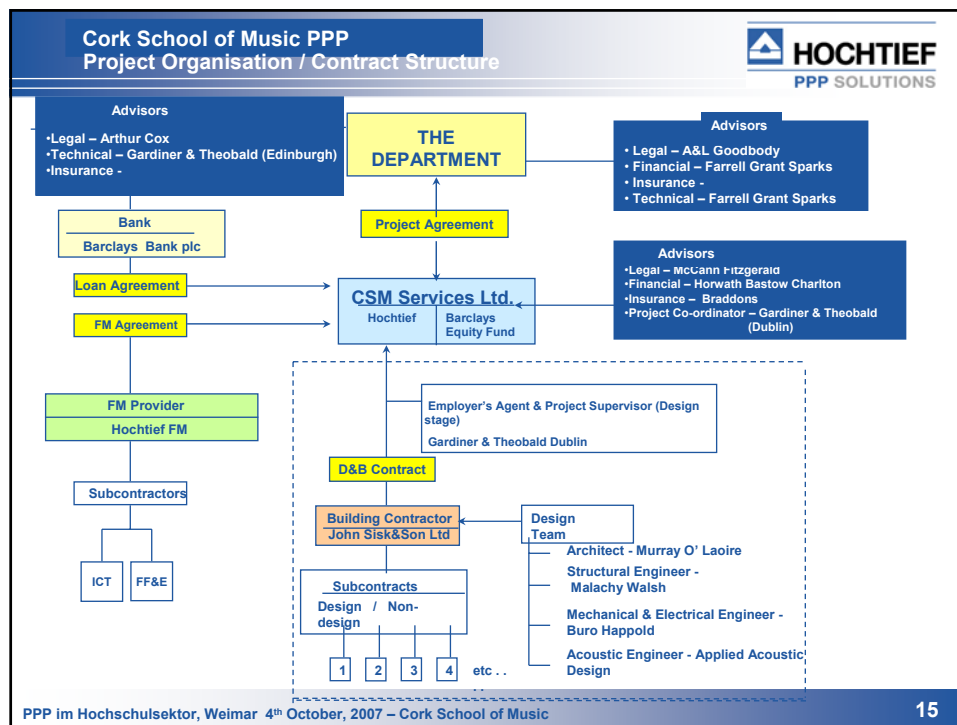 Cork School of Music PPP
Project Organisation / Contract Structure
HOCHTIEF
PPP SOLUTIONS
Advisors
•Legal – Arthur Cox
•Technical – Gardiner & Theobald (Edinburgh)
•Insurance -
THE
DEPARTMENT
Advisors
• Legal – A&L Goodbody
• Financial – Farrell Grant Sparks
• Insurance -
• Technical – Farrell Grant Sparks
Bank
Barclays Bank plc
Project Agreement
Loan Agreement
FM Agreement
CSM Services Ltd.
Hochtief
Barclays
Equity Fund
Advisors
•Legal – McCann Fitzgerald
•Financial – Horwath Bastow Charlton
•Insurance – Braddons
•Project Co-ordinator – Gardiner & Theobald
(Dublin)
FM Provider
Hochtief FM
Employer's Agent & Project Supervisor (Design
stage)
Gardiner & Theobald Dublin
D&B Contract
Subcontractors
ICT
FF&E
Building Contractor
John Sisk&Son Ltd
Design
Team
Architect - Murray O' Laoire
Structural Engineer -
Malachy Walsh
Mechanical & Electrical Engineer -
Buro Happold
Acoustic Engineer - Applied Acoustic
Design
Subcontracts
Design / Non-
design
1 2 3 4 etc . .
. .
PPP im Hochschulsektor, Weimar 4th October, 2007 – Cork School of Music
15